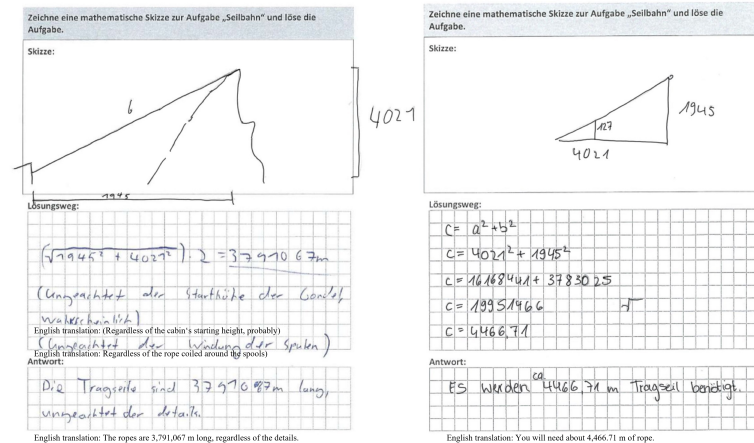 Zeichne eine mathematische Skizze zur Aufgabe „Seilbahn“ und löse die
Aufgabe.
Skizze:
6
4021
1945
Lösungsweg:
(√1945² + 4021²) · 2 = 3791067m
(Ungeachtet der Starthöhe der Gondel,
wahrscheinlich)
English translation: (Regardless of the cabin's starting height, probably)
(Ungeachtet der Windung der Spulen)
English translation: Regardless of the rope coiled around the spools)
Antwort:
Die Tragseile sind 3791067m lang,
ungeachtet der details.
English translation: The ropes are 3,791,067 m long, regardless of the details.
Zeichne eine mathematische Skizze zur Aufgabe „Seilbahn“ und löse die
Aufgabe.
Skizze:
1945
127
4021
Lösungsweg:
C = a² + b²
C = 4021² + 1945²
C = 16168441 + 3783025
C = 19951466 √
C = 4466,71
Antwort:
ES werden ca. 4466,71 m Tragseil benötigt.
English translation: You will need about 4,466.71 m of rope.